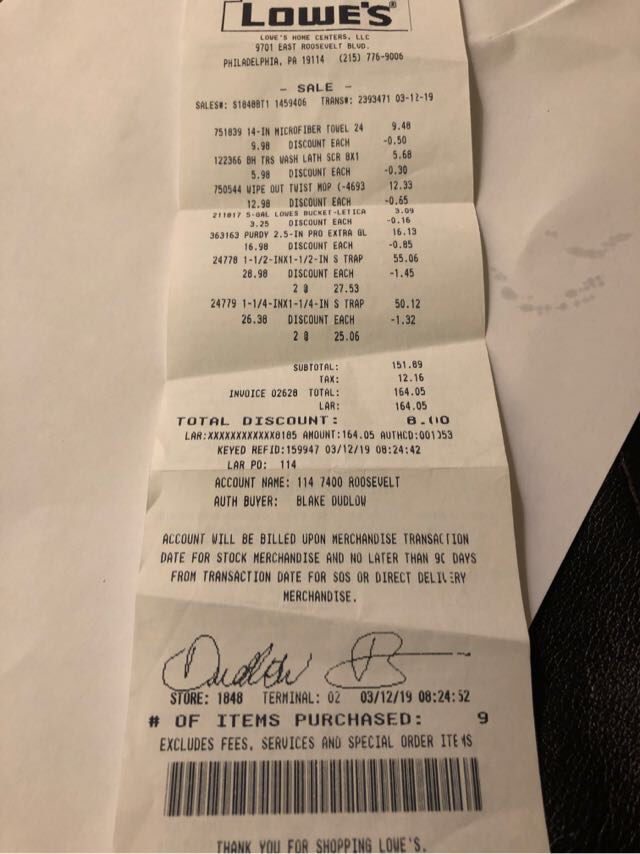 LOWE'S®
LOWE'S HOME CENTERS, LLC
9701 EAST ROOSEVELT BLVD.
PHILADELPHIA, PA 19114 (215) 776-9006
- SALE -
SALES#: S1848BT1 1459406 TRANS#: 2393471 03-12-19
751839 14-IN MICROFIBER TOWEL 24 9.48
9.98 DISCOUNT EACH -0.50
122366 BH TRS WASH LATH SCR 8X1 5.68
5.98 DISCOUNT EACH -0.30
750544 WIPE OUT TWIST MOP (-4693 12.33
12.98 DISCOUNT EACH -0.65
211017 5-GAL LOWES BUCKET-LETICA 3.09
3.25 DISCOUNT EACH -0.16
363163 PURDY 2.5-IN PRO EXTRA GL 16.13
16.98 DISCOUNT EACH -0.85
24778 1-1/2-INX1-1/2-IN S TRAP 55.06
28.98 DISCOUNT EACH -1.45
2 @ 27.53
24779 1-1/4-INX1-1/4-IN S TRAP 50.12
26.38 DISCOUNT EACH -1.32
2 @ 25.06
SUBTOTAL: 151.89
TAX: 12.16
INVOICE 02628 TOTAL: 164.05
LAR: 164.05
TOTAL DISCOUNT: 8.00
LAR:XXXXXXXXXXXX8185 AMOUNT:164.05 AUTHCD:001353
KEYED REFID:159947 03/12/19 08:24:42
LAR PO: 114
ACCOUNT NAME: 114 7400 ROOSEVELT
AUTH BUYER: BLAKE DUDLOW
ACCOUNT WILL BE BILLED UPON MERCHANDISE TRANSACTION
DATE FOR STOCK MERCHANDISE AND NO LATER THAN 90 DAYS
FROM TRANSACTION DATE FOR SOS OR DIRECT DELIVERY
MERCHANDISE.
STORE: 1848 TERMINAL: 02 03/12/19 08:24:52
# OF ITEMS PURCHASED: 9
EXCLUDES FEES, SERVICES AND SPECIAL ORDER ITEMS
THANK YOU FOR SHOPPING LOWE'S.